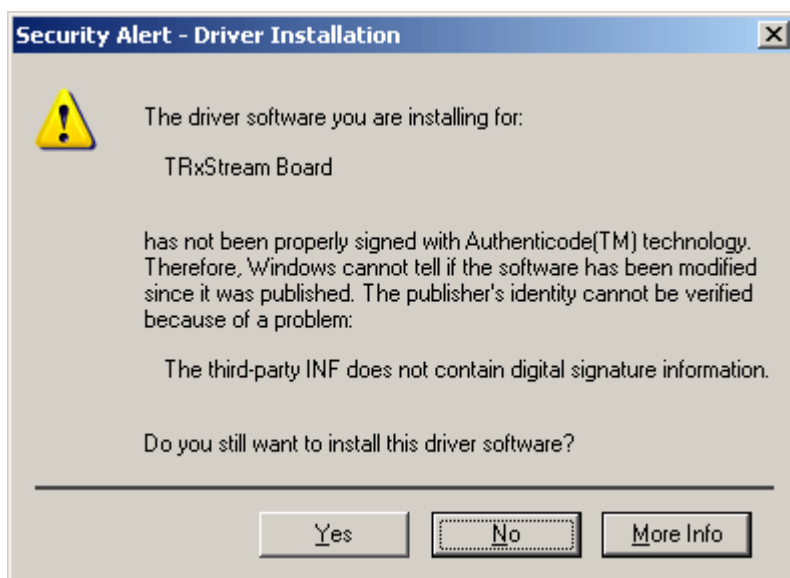 Security Alert - Driver Installation
The driver software you are installing for:
TRxStream Board
has not been properly signed with Authenticode(TM) technology.
Therefore, Windows cannot tell if the software has been modified
since it was published. The publisher's identity cannot be verified
because of a problem:
The third-party INF does not contain digital signature information.
Do you still want to install this driver software?
Yes
No
More Info